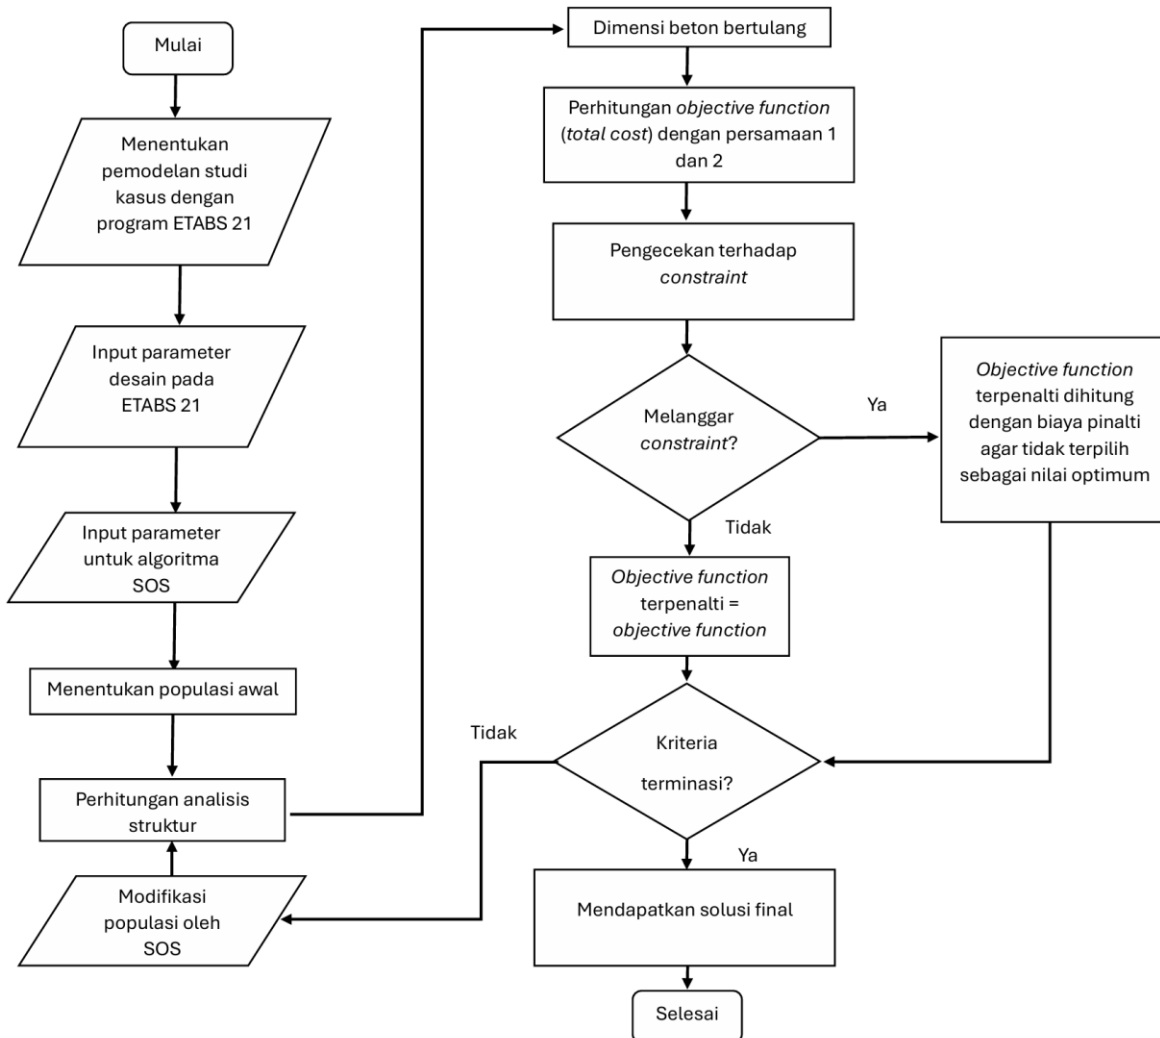 Mulai
Menentukan
pemodelan studi
kasus dengan
program ETABS 21
Input parameter
desain pada
ETABS 21
Input parameter
untuk algoritma
SOS
Menentukan populasi awal
Perhitungan analisis
struktur
Modifikasi
populasi oleh
SOS
Dimensi beton bertulang
Perhitungan objective function
(total cost) dengan persamaan 1
dan 2
Pengecekan terhadap
constraint
Melanggar
constraint?
Ya
Objective function
terpenalti dihitung
dengan biaya pinalti
agar tidak terpilih
sebagai nilai optimum
Tidak
Objective function
terpenalti =
objective function
Kriteria
terminasi?
Tidak
Ya
Mendapatkan solusi final
Selesai